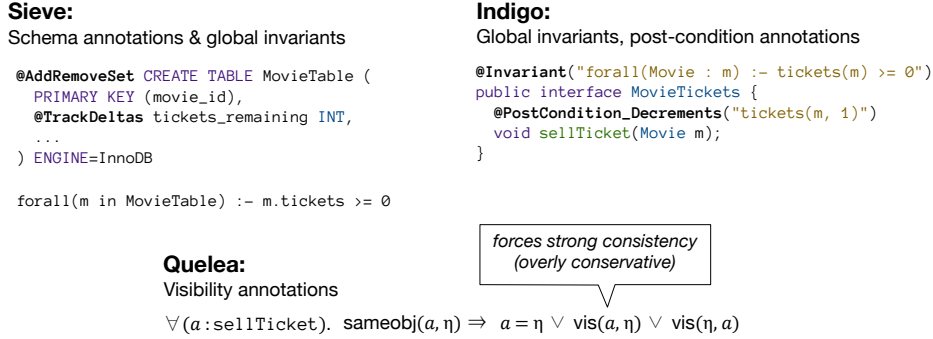 Sieve:
Schema annotations & global invariants
@AddRemoveSet CREATE TABLE MovieTable (
PRIMARY KEY (movie_id),
@TrackDeltas tickets_remaining INT,
...
) ENGINE=InnoDB
forall(m in MovieTable) :- m.tickets >= 0
Indigo:
Global invariants, post-condition annotations
@Invariant("forall(Movie : m) :- tickets(m) >= 0")
public interface MovieTickets {
@PostCondition_Decrements("tickets(m, 1)")
void sellTicket(Movie m);
}
Quelea:
Visibility annotations
forces strong consistency
(overly conservative)
∀(a:sellTicket). sameobj(a, η) ⇒ a = η ∨ vis(a, η) ∨ vis(η, a)